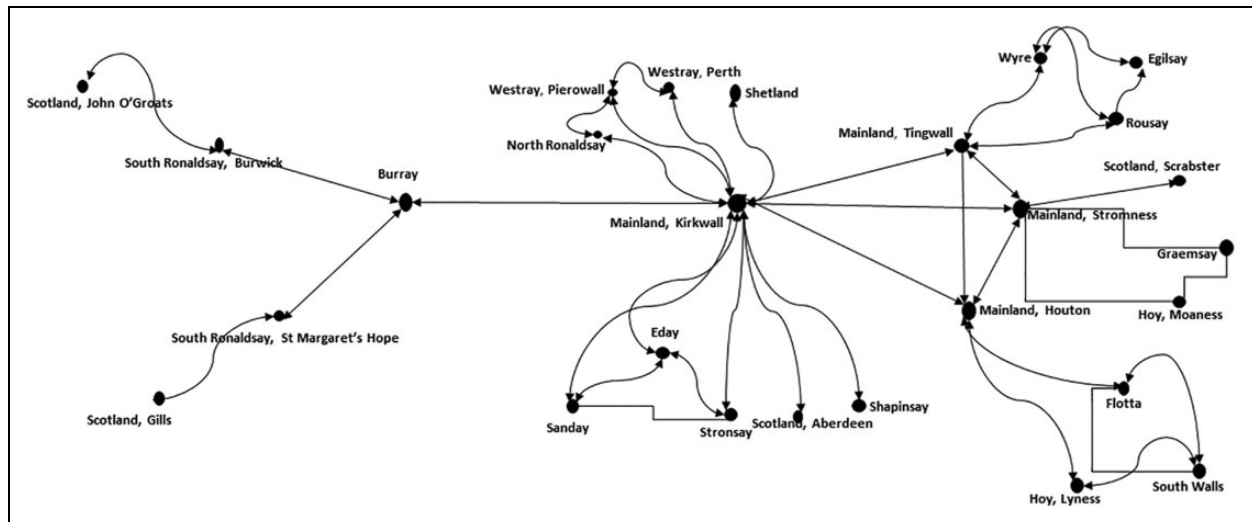 Wyre
Egilsay
Westray, Perth
Westray, Pierowall
Shetland
Scotland, John O'Groats
Rousay
Mainland, Tingwall
North Ronaldsay
South Ronaldsay, Burwick
Scotland, Scrabster
Burray
Mainland, Kirkwall
Mainland, Stromness
Graemsay
Mainland, Houton
Hoy, Moaness
South Ronaldsay, St Margaret's Hope
Eday
Flotta
Shapinsay
Scotland, Gills
Sanday
Stronsay
Scotland, Aberdeen
South Walls
Hoy, Lyness